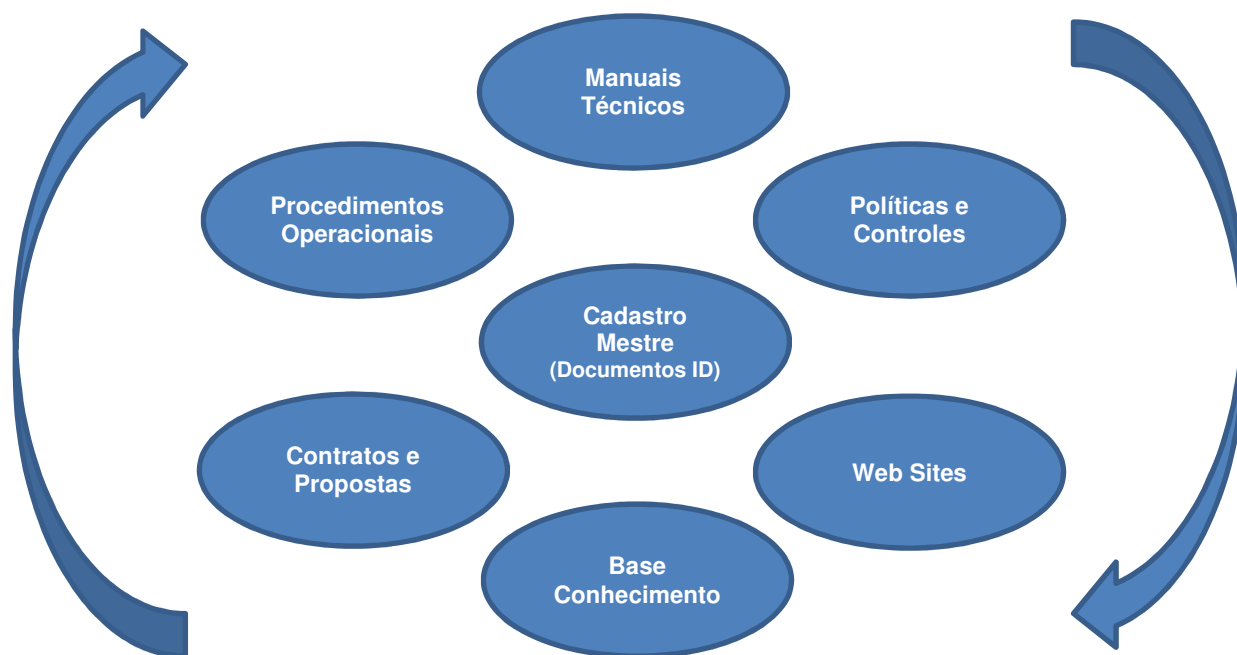 Manuais
Técnicos
Procedimentos
Operacionais
Políticas e
Controles
Cadastro
Mestre
(Documentos ID)
Contratos e
Propostas
Web Sites
Base
Conhecimento